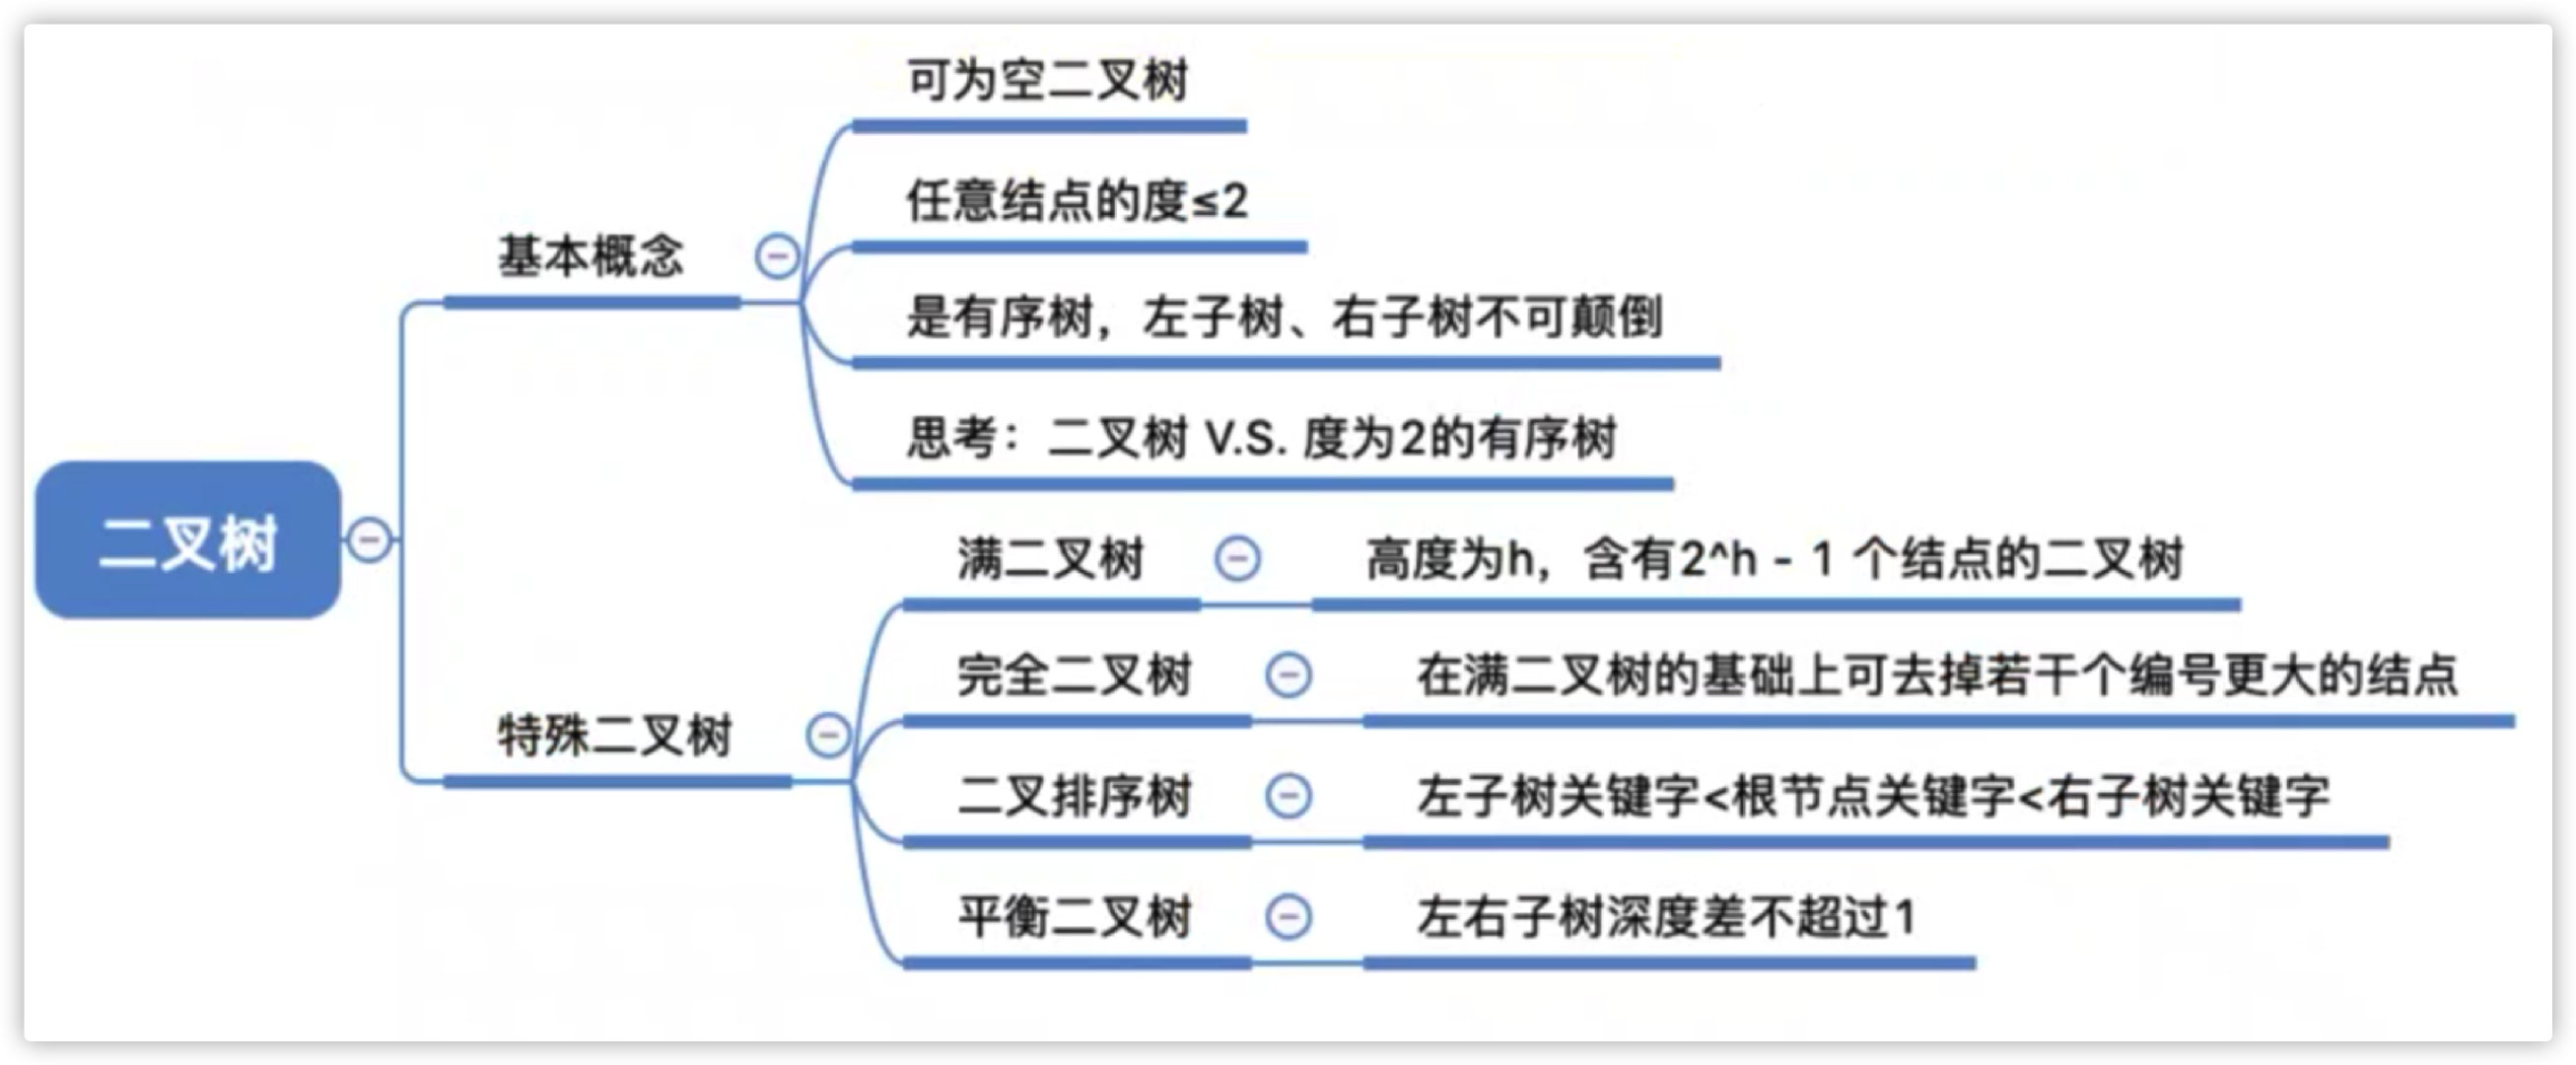 二叉树
基本概念
可为空二叉树
任意结点的度≤2
是有序树，左子树、右子树不可颠倒
思考：二叉树 V.S. 度为2的有序树
特殊二叉树
满二叉树
高度为h，含有2^h - 1 个结点的二叉树
完全二叉树
在满二叉树的基础上可去掉若干个编号更大的结点
二叉排序树
左子树关键字<根节点关键字<右子树关键字
平衡二叉树
左右子树深度差不超过1